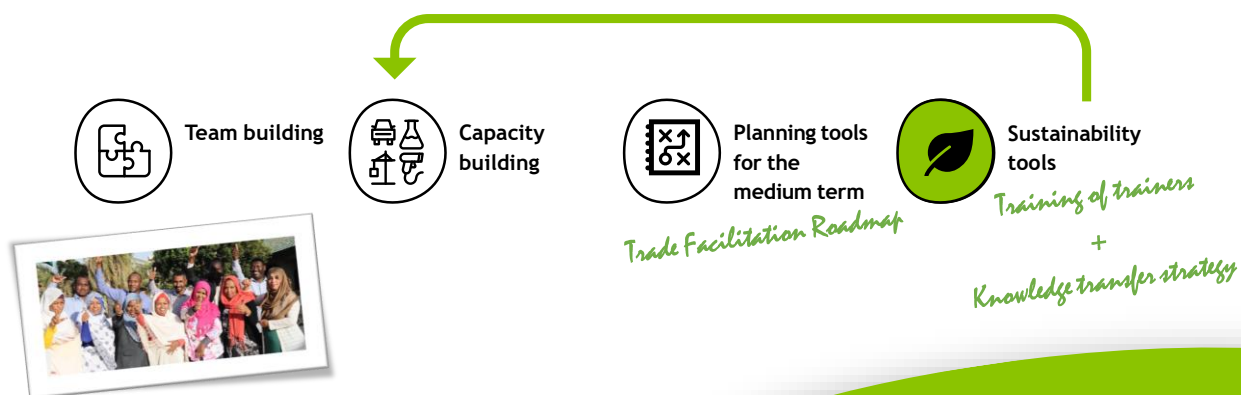 Team building
Capacity
building
Planning tools
for the
medium term
Trade Facilitation Roadmap
Sustainability
tools
Training of trainers
+
Knowledge transfer strategy